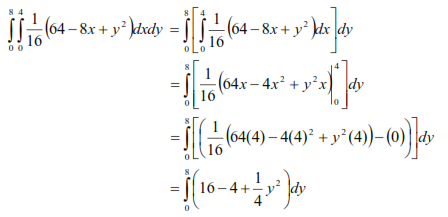 ∫₀⁸∫₀⁴ 1/16 (64 − 8x + y²) dxdy = ∫₀⁸ [ ∫₀⁴ 1/16 (64 − 8x + y²) dx ] dy
= ∫₀⁸ [ 1/16 (64x − 4x² + y²x) |₀⁴ ] dy
= ∫₀⁸ [ ( 1/16 (64(4) − 4(4)² + y²(4)) − (0) ) ] dy
= ∫₀⁸ ( 16 − 4 + 1/4 y² ) dy